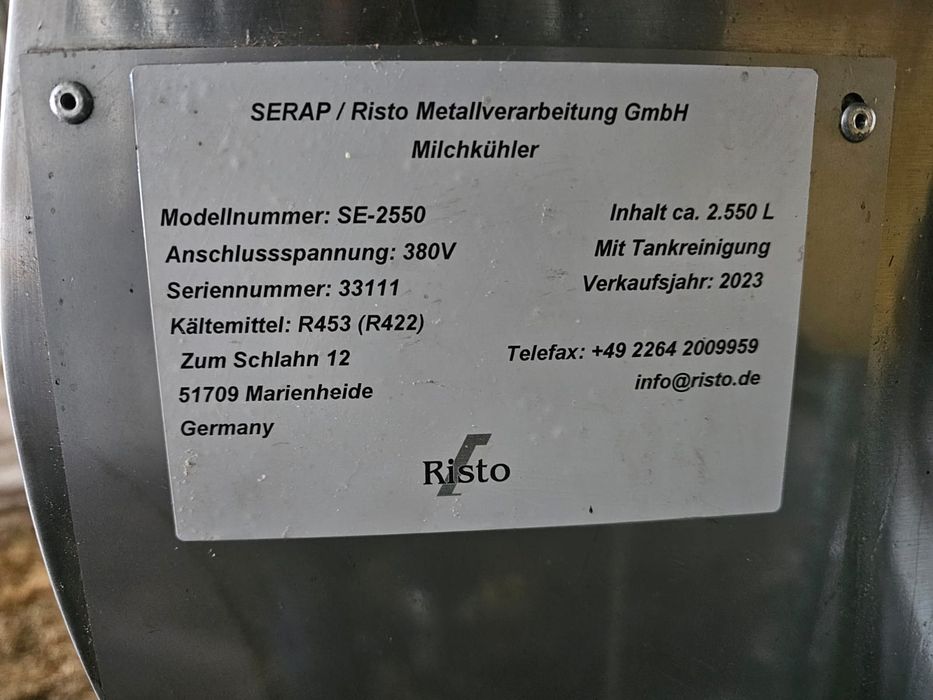 SERAP / Risto Metallverarbeitung GmbH
Milchkühler
Modellnummer: SE-2550
Anschlussspannung: 380V
Seriennummer: 33111
Kältemittel: R453 (R422)
Zum Schlahn 12
51709 Marienheide
Germany
Inhalt ca. 2.550 L
Mit Tankreinigung
Verkaufsjahr: 2023
Telefax: +49 2264 2009959
info@risto.de
Risto